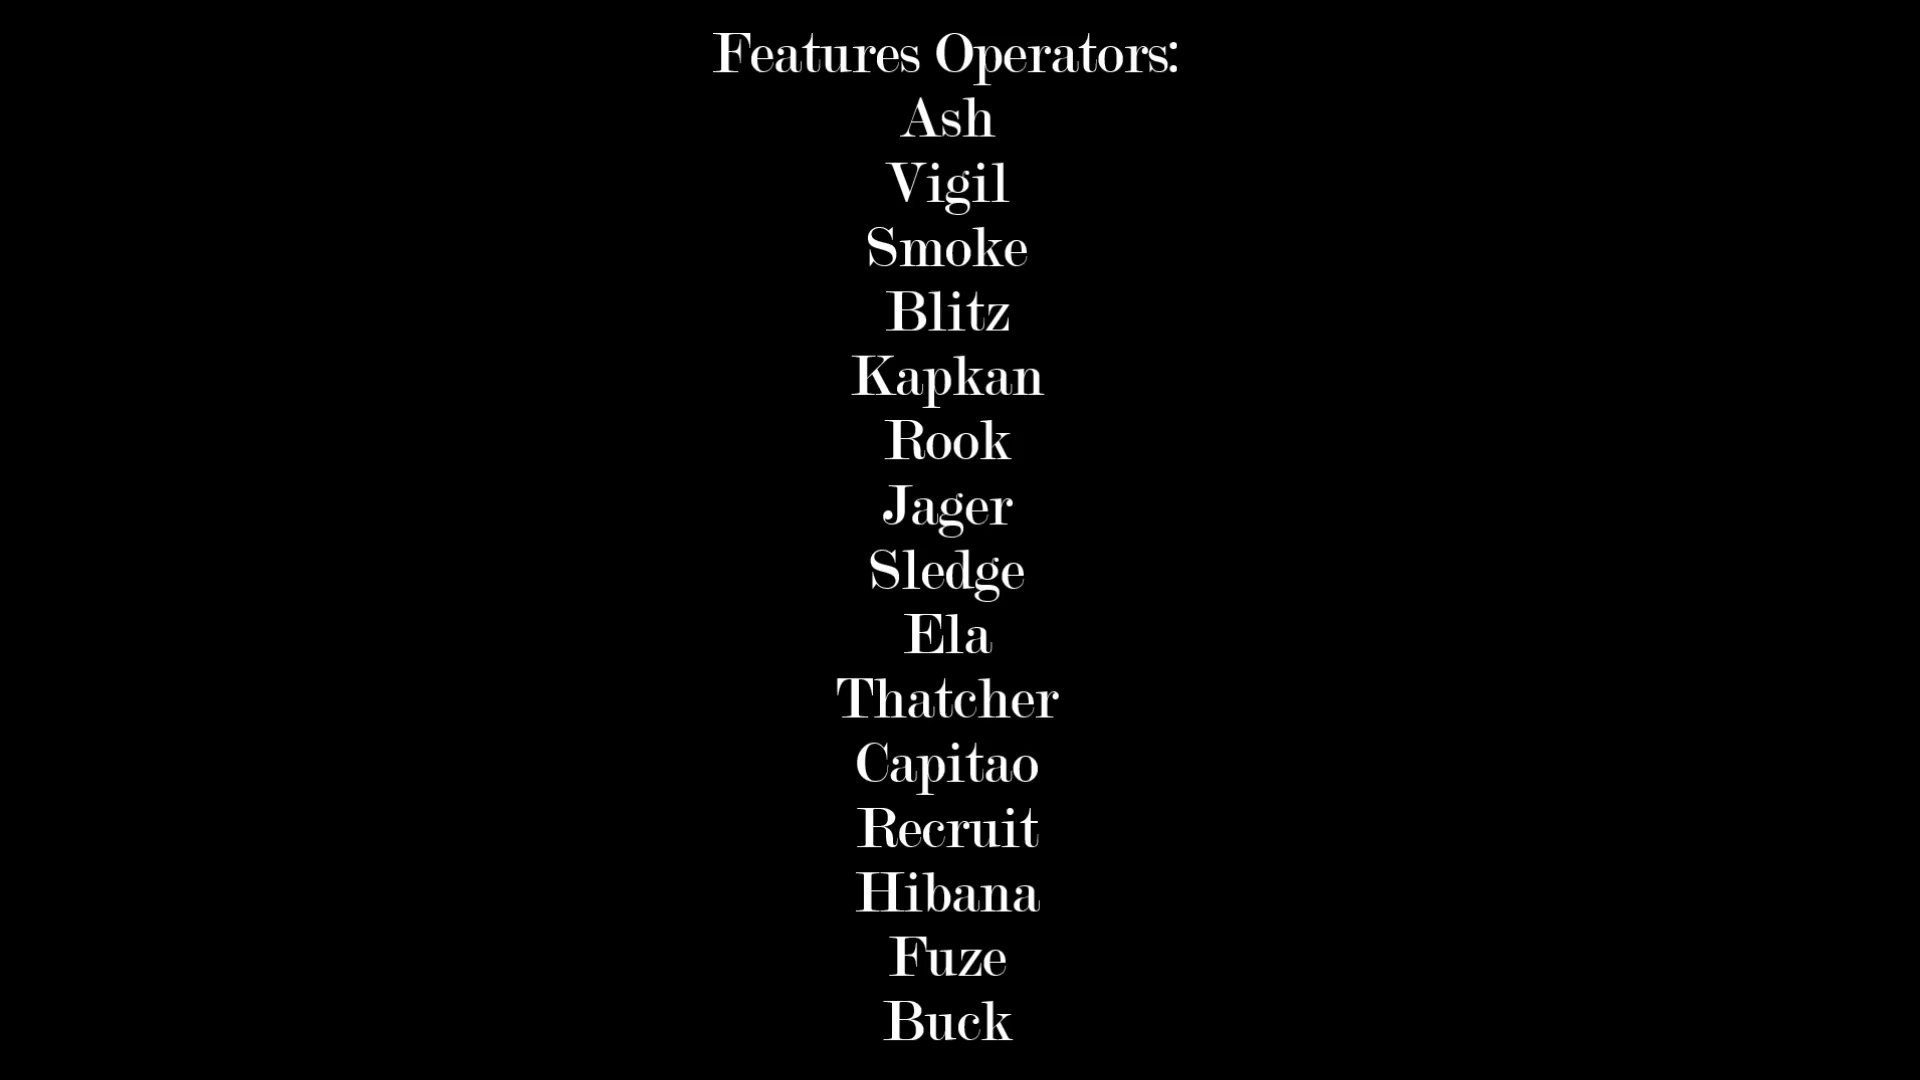 Features Operators:
Ash
Vigil
Smoke
Blitz
Kapkan
Rook
Jager
Sledge
Ela
Thatcher
Capitao
Recruit
Hibana
Fuze
Buck